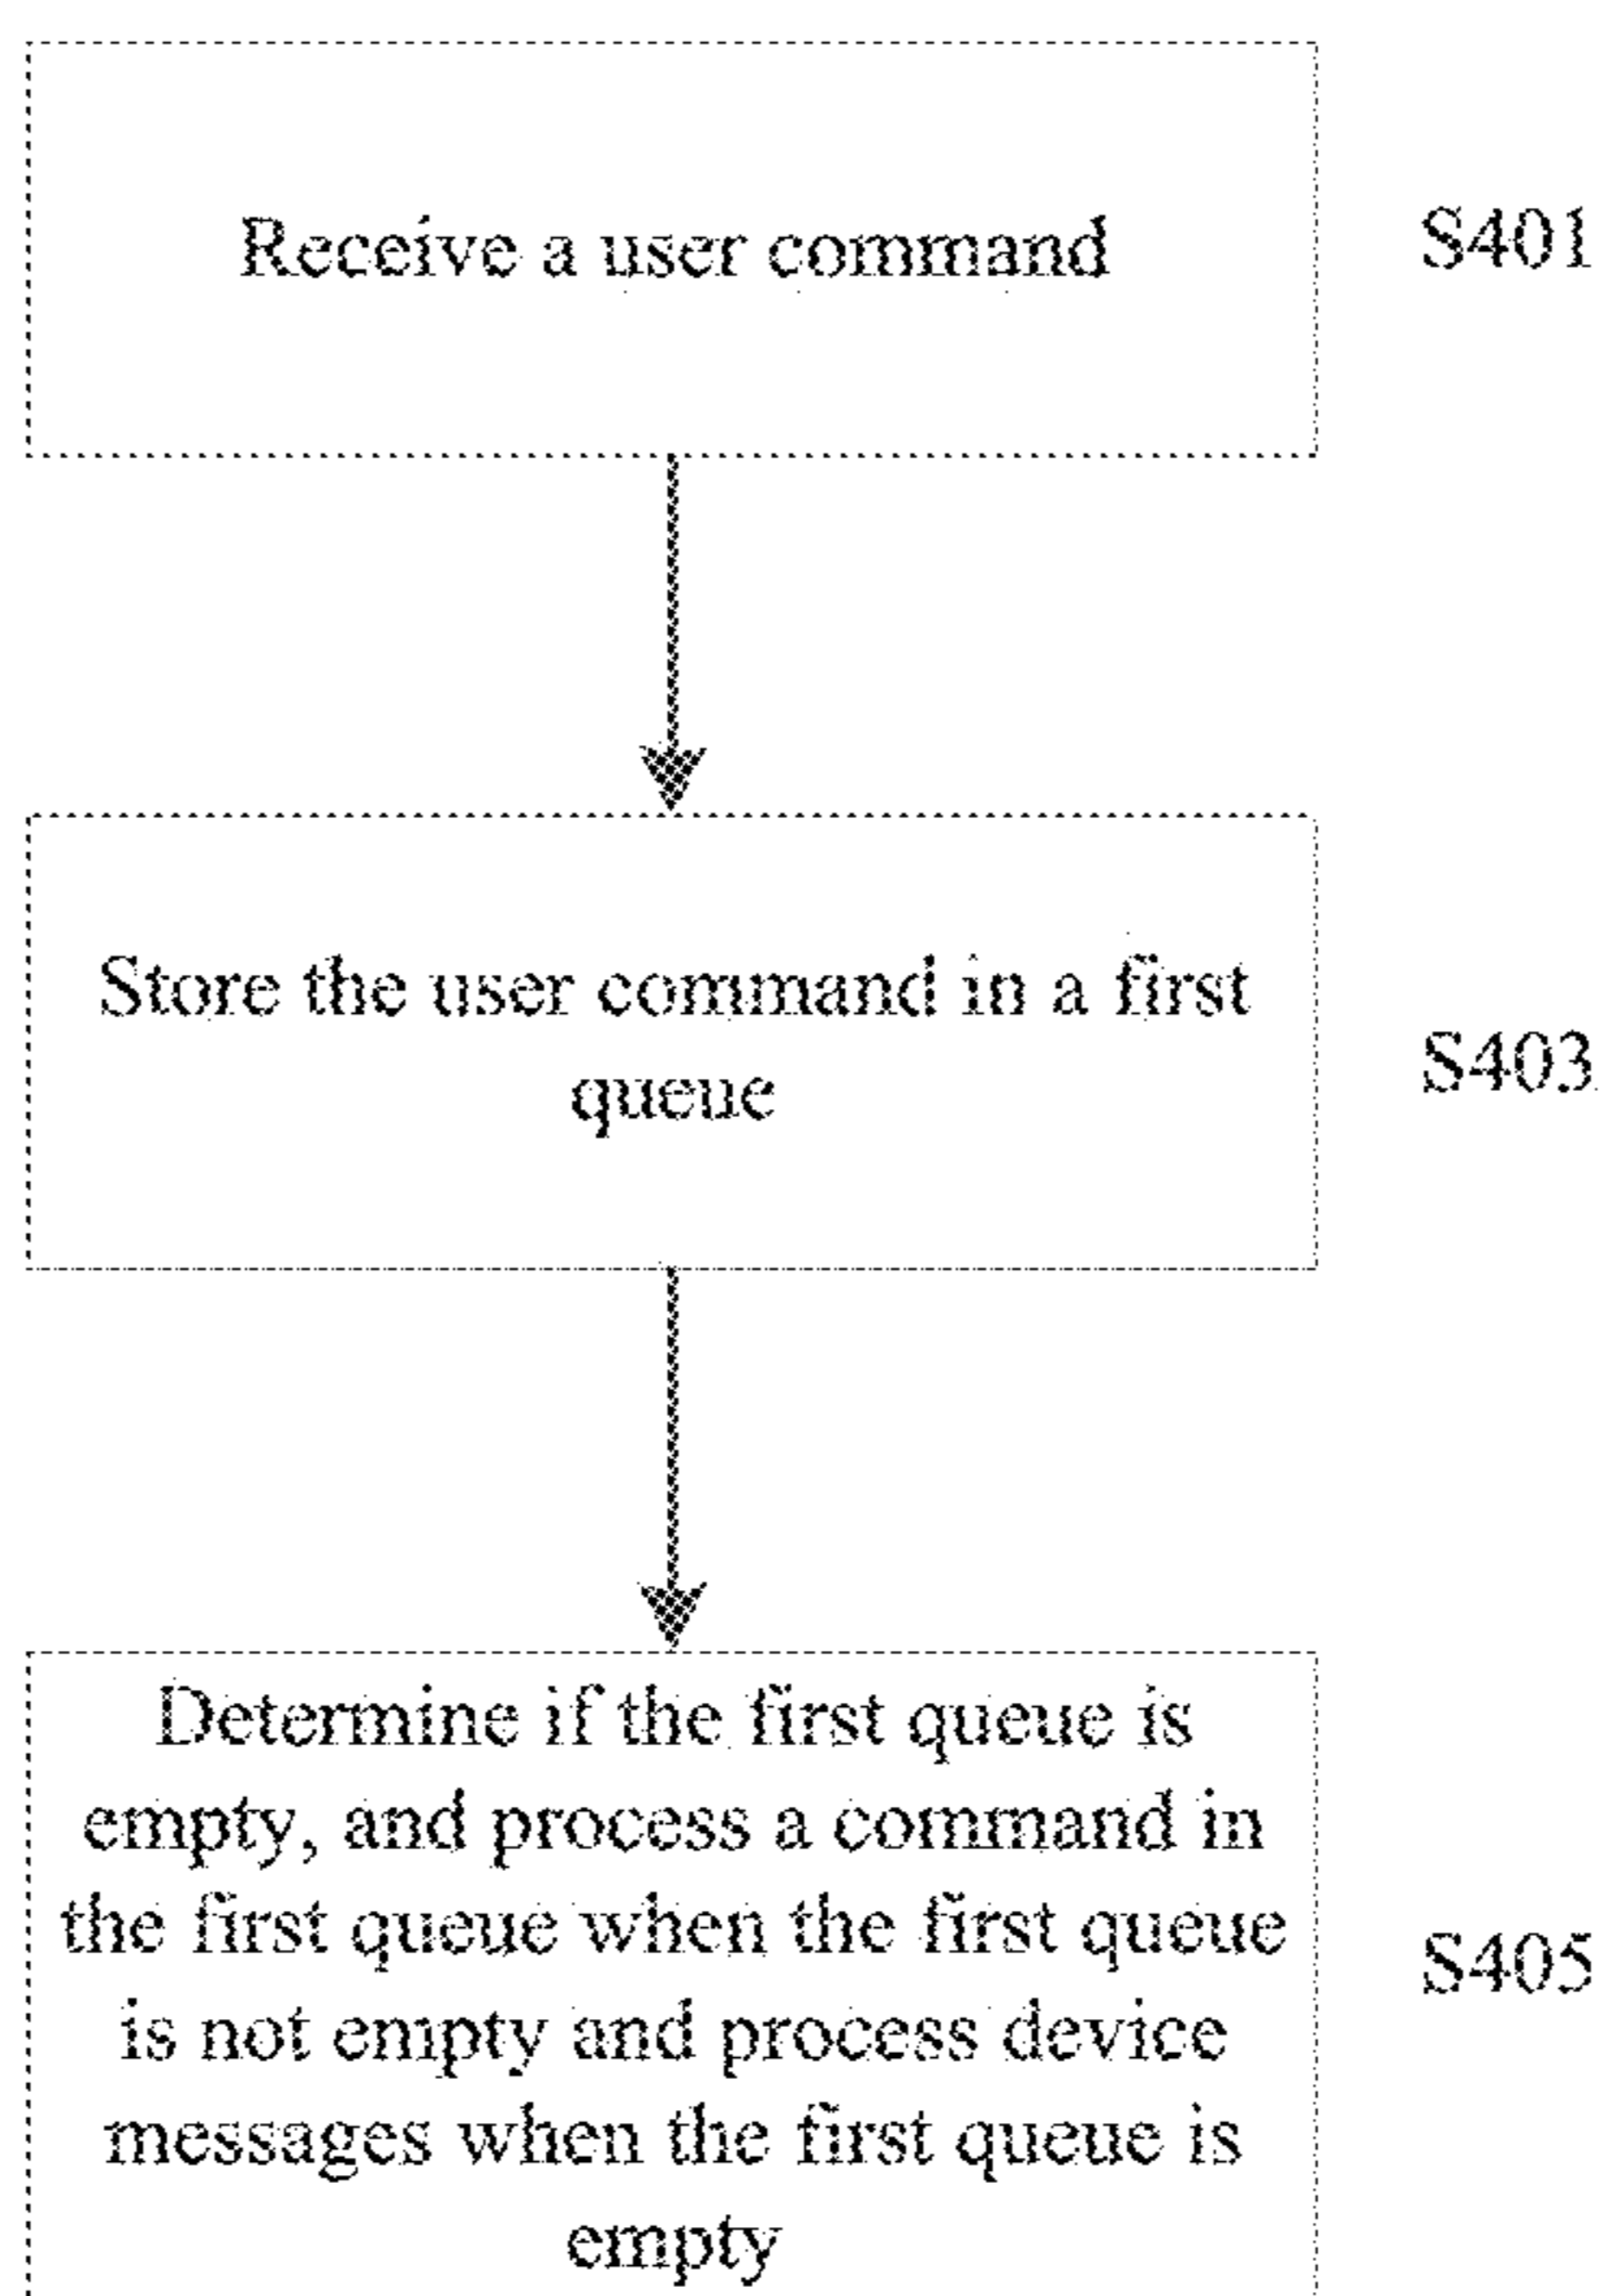 Receive a user command
S401
Store the user command in a first
queue
S403
Determine if the first queue is
empty, and process a command in
the first queue when the first queue
is not empty and process device
messages when the first queue is
empty
S405